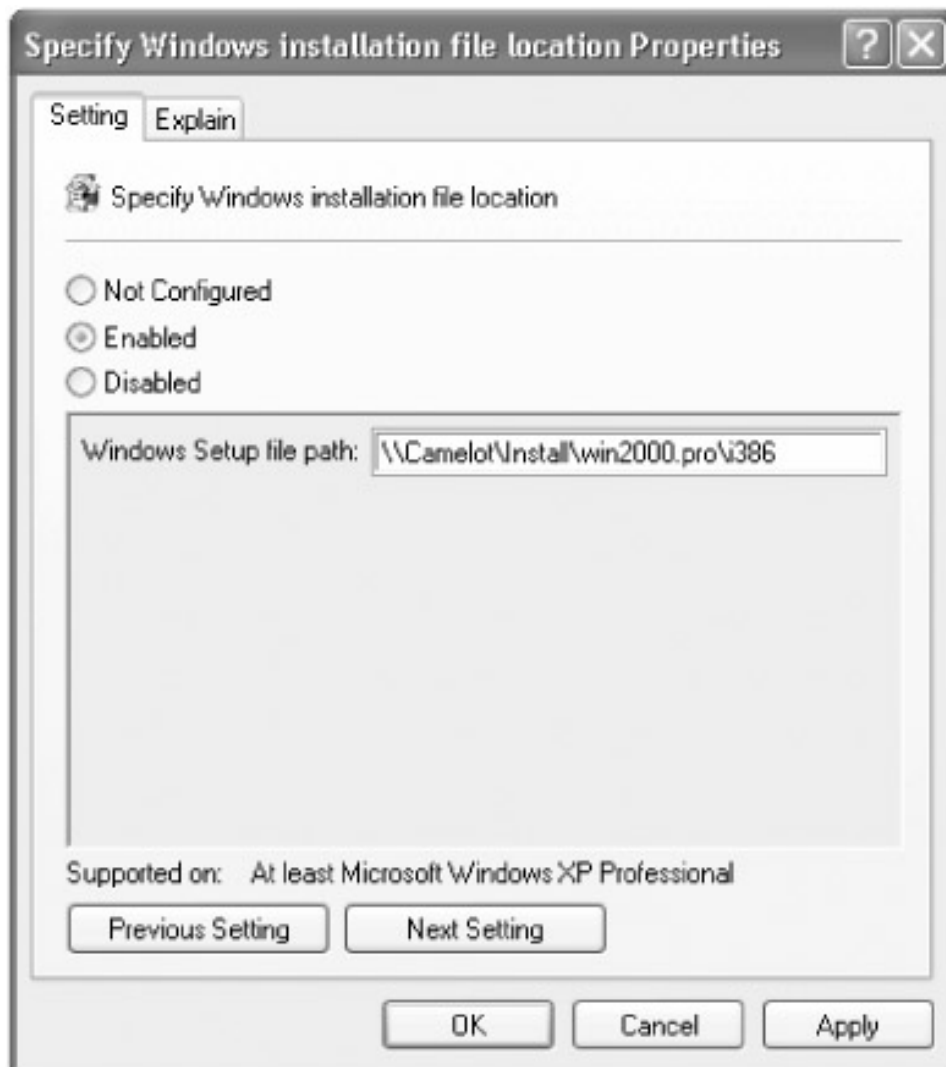 Specify Windows installation file location Properties
Setting Explain
Specify Windows installation file location
Not Configured
Enabled
Disabled
Windows Setup file path: \\Camelot\Install\win2000.pro\i386
Supported on: At least Microsoft Windows XP Professional
Previous Setting Next Setting
OK Cancel Apply